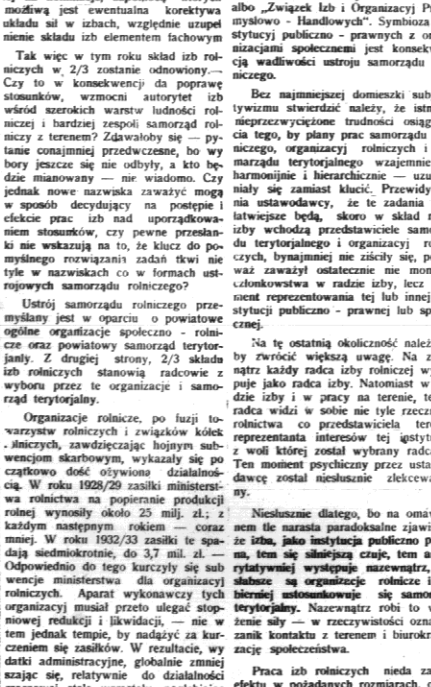 możliwą jest ewentualna korektywa
układu sił w izbach, względnie uzupeł
nienie składu izb elementem fachowym
Tak więc w tym roku skład izb rol-
niczych w 2/3 zostanie odnowiony.—
Czy to w konsekwencji da poprawę
stosunków, wzmocni autorytet izb
wśród szerokich warstw ludności rol-
niczej i bardziej zespoli samorząd rol-
niczy z terenem? Zdawałoby się — py-
tanie conajmniej przedwczesne, bo wy
bory jeszcze się nie odbyły, a kto bę-
dzie mianowany — nie wiadomo. Czy
jednak nowe nazwiska zaważyć mogą
w sposób decydujący na postępie i
efekcie prac izb nad uporządkowa-
niem stosunków, czy pewne przesłan-
ki nie wskazują na to, że klucz do po-
myślnego rozwiązania zadań tkwi nie
tyle w nazwiskach co w formach ust-
rojowych samorządu rolniczego?
Ustrój samorządu rolniczego prze-
myślany jest w oparciu o powiatowe
ogólne organizacje społeczno - rolni-
cze oraz powiatowy samorząd terytor-
janly. Z drugiej strony, 2/3 składu
izb rolniczych stanowią radcowie z
wyboru przez te organizacje i samo-
rząd terytorjalny.
Organizacje rolnicze, po fuzji to-
warzystw rolniczych i związków kółek
rolniczych, zawdzięczając hojnym sub-
wencjom skarbowym, wykazały się po
czątkowo dość ożywioną działalnoś-
cią. W roku 1928/29 zasiłki minister­st-
wa rolnictwa na popieranie produkcji
rolnej wynosiły około 25 milj. zł.; z
każdym następnym rokiem — coraz
mniej. W roku 1932/33 zasiłki te spa-
dają siedmiokrotnie, do 3,7 mil. zł. —
Odpowiednio do tego kurczyły się sub
wencje ministerstwa dla organizacyj
rolniczych. Aparat wykonawczy tych
organizacyj musiał przeto ulegać stop-
niowej redukcji i likwidacji, — nie w
tem jednak tempie, by nadążyć za kur-
czeniem się zasiłków. W rezultacie, wy
datki administracyjne, globalnie zmniej
szając się, relatywnie do działalności
albo „Związek Izb i Organizacyj P
mysłowo - Handlowych”. Symbioza
stytucyj publiczno - prawnych z or
nizacjami społecznemi jest konsek
cją wadliwości ustroju samorządu
niczego.
Bez najmniejszej domieszki sub
tywizmu stwierdzić należy, że istn
nieprzezwyciężone trudności osiąg
cia tego, by plany prac samorządu
niczego, organizacyj rolniczych i
marządu terytorjalnego wzajemnie
harmonijnie i hierarchicznie — uzu
niały się zamiast kłucić. Przewidy
nia ustawodawcy, że te zadania
łatwiejsze będą, skoro w skład r
izby wchodzą przedstawiciele samo
du terytorjalnego i organizacyj ro
czych, bynajmniej nie ziściły się, p
waż zaważył ostatecznie nie mon
członkowstwa w radzie izby, lecz
ment reprezentowania tej lub innej
stytucji publiczno - prawnej lub sp
cznej.
Na tę ostatnią okoliczność należ
by zwrócić większą uwagę. Na z
nątrz każdy radca izby rolniczej wy
puje jako radca izby. Natomiast w
dzie izby i w pracy na terenie, te
radca widzi w sobie nie tyle rzecz
rolnictwa co przedstawiciela ter
reprezentanta interesów tej instyt
z woli której został wybrany radc
Ten moment psychiczny przez usta
dawcę został niesłusznie zlekcew
ny.
Niesłusznie dlatego, bo na oma
nem tle narasta paradoksalne zjawi
że izba, jako instytucja publiczno p
na, tem się silniejszą czuje, tem a
rytatywniej występuje nazewnątrz,
słabsze są organizacje rolnicze i
bierniej ustosunkowuje się samor
terytorjalny. Nazewnątrz robi to w
żenie siły — w rzeczywistości ozna
zanik kontaktu z terenem i biurokr
zację społeczeństwa.
Praca izb rolniczych nieda za
efektu w pożądanych rozmiarach,